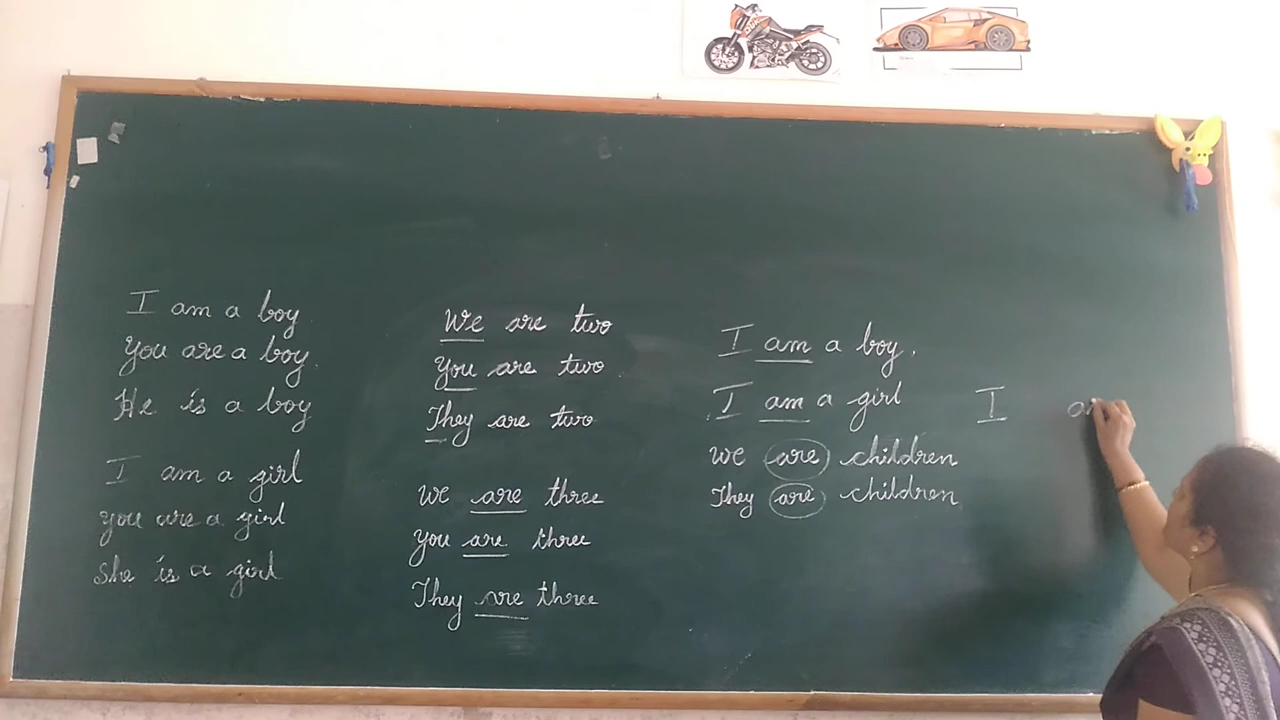 I am a boy
You are a boy.
He is a boy
I am a girl
you are a girl
She is a girl
We are two
You are two
They are two
we are three
you are three
They are three
I am a boy.
I am a girl
we are children
They are children
I